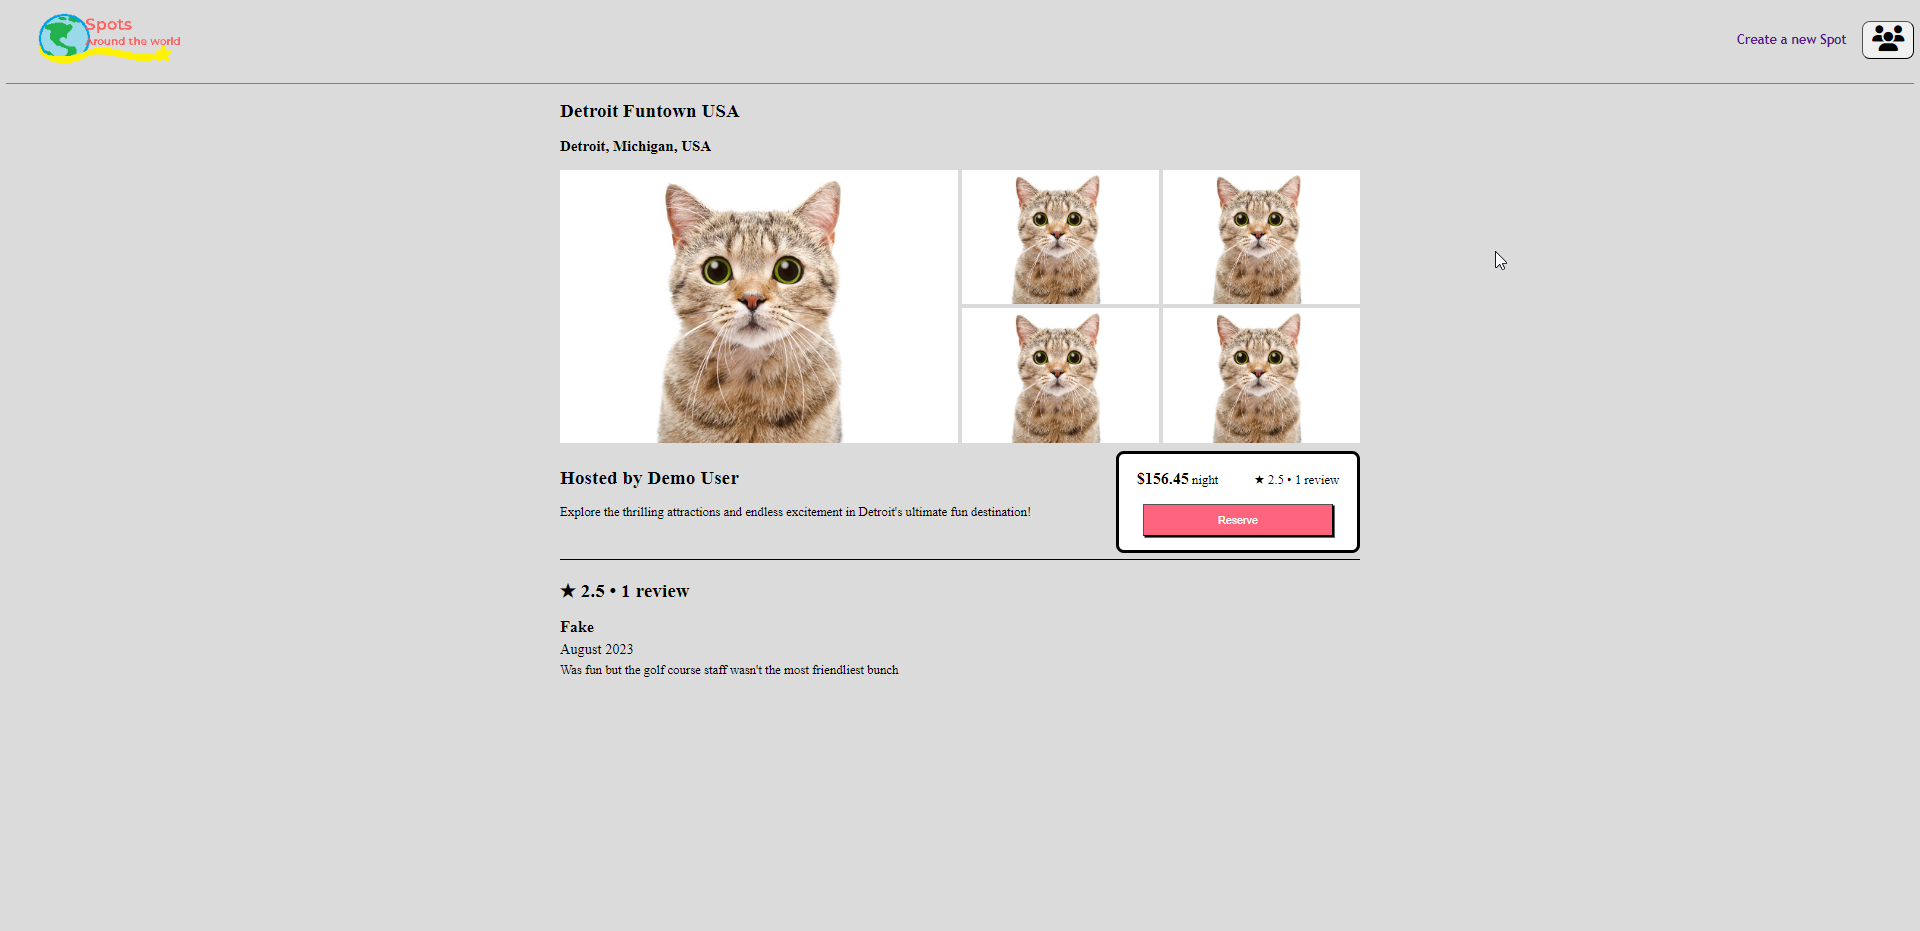 Spots
Around the world
Create a new Spot
Detroit Funtown USA
Detroit, Michigan, USA
Hosted by Demo User
Explore the thrilling attractions and endless excitement in Detroit's ultimate fun destination!
$156.45 night ★ 2.5 • 1 review
Reserve
★ 2.5 • 1 review
Fake
August 2023
Was fun but the golf course staff wasn't the most friendliest bunch